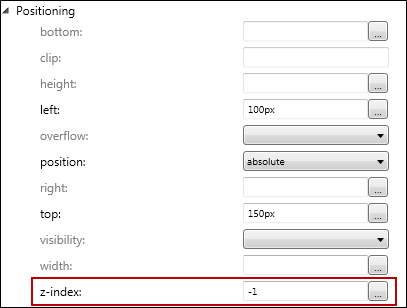 Positioning
bottom: ...
clip:
height: ...
left: 100px ...
overflow:
position: absolute
right: ...
top: 150px ...
visibility:
width: ...
z-index: -1 ...